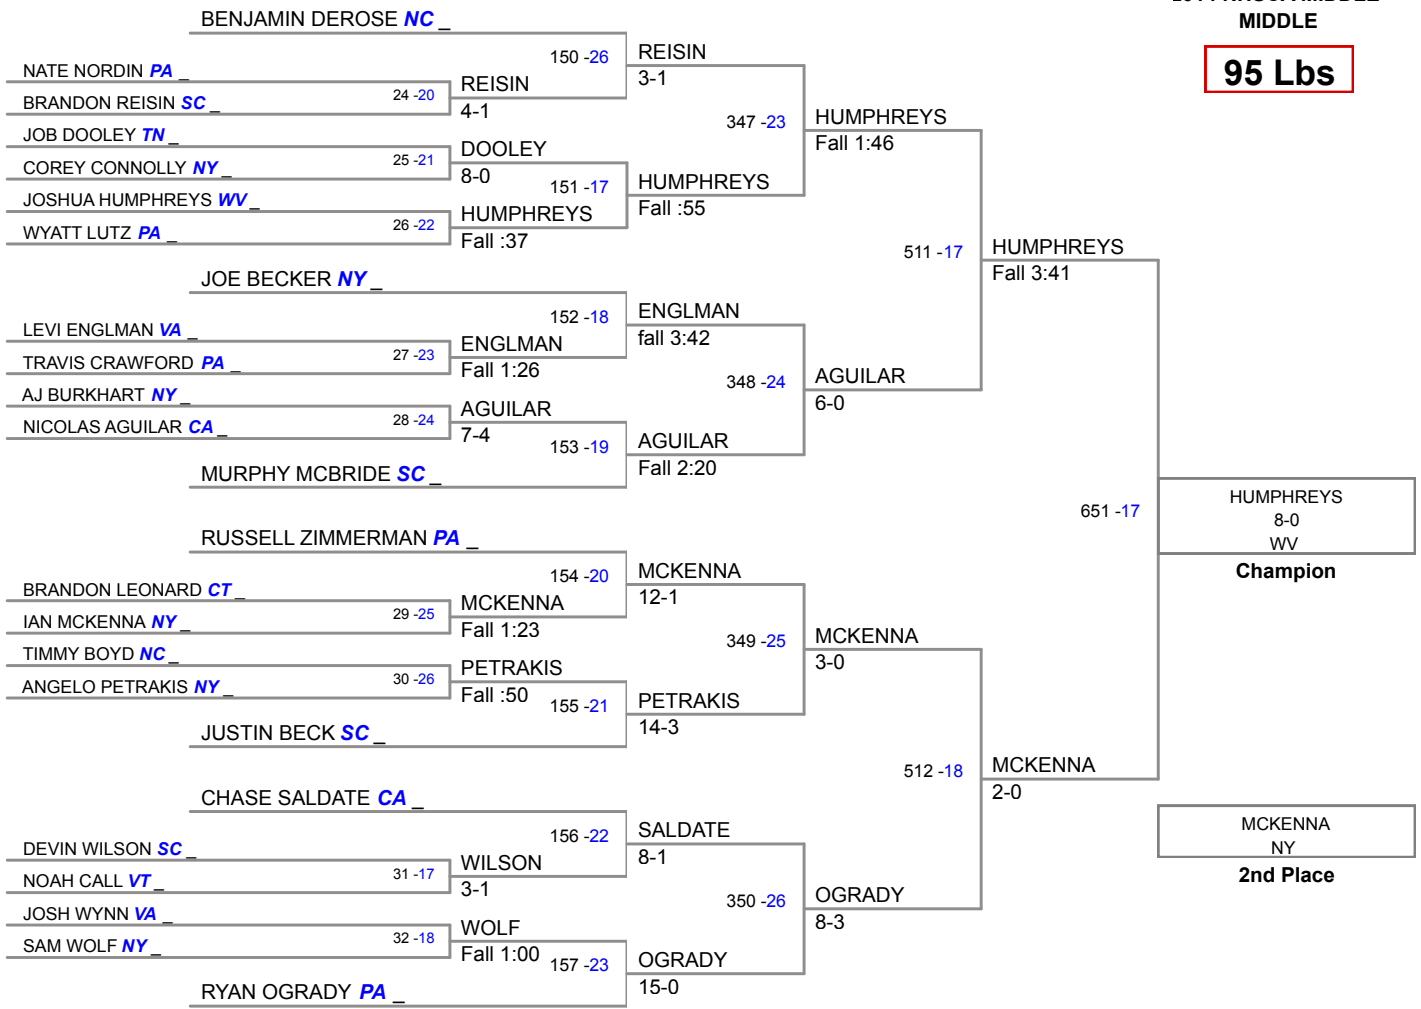 MIDDLE
95 Lbs
BENJAMIN DEROSE NC _
NATE NORDIN PA _
BRANDON REISIN SC _
JOB DOOLEY TN _
COREY CONNOLLY NY _
JOSHUA HUMPHREYS WV _
WYATT LUTZ PA _
JOE BECKER NY _
LEVI ENGLMAN VA _
TRAVIS CRAWFORD PA _
AJ BURKHART NY _
NICOLAS AGUILAR CA _
MURPHY MCBRIDE SC _
RUSSELL ZIMMERMAN PA _
BRANDON LEONARD CT _
IAN MCKENNA NY _
TIMMY BOYD NC _
ANGELO PETRAKIS NY _
JUSTIN BECK SC _
CHASE SALDATE CA _
DEVIN WILSON SC _
NOAH CALL VT _
JOSH WYNN VA _
SAM WOLF NY _
RYAN OGRADY PA _
24 -20
REISIN
4-1
25 -21
DOOLEY
8-0
26 -22
HUMPHREYS
Fall :37
27 -23
ENGLMAN
Fall 1:26
28 -24
AGUILAR
7-4
29 -25
MCKENNA
Fall 1:23
30 -26
PETRAKIS
Fall :50
31 -17
WILSON
3-1
32 -18
WOLF
Fall 1:00
150 -26
REISIN
3-1
151 -17
HUMPHREYS
Fall :55
152 -18
ENGLMAN
fall 3:42
153 -19
AGUILAR
Fall 2:20
154 -20
MCKENNA
12-1
155 -21
PETRAKIS
14-3
156 -22
SALDATE
8-1
157 -23
OGRADY
15-0
347 -23
HUMPHREYS
Fall 1:46
348 -24
AGUILAR
6-0
349 -25
MCKENNA
3-0
350 -26
OGRADY
8-3
511 -17
HUMPHREYS
Fall 3:41
512 -18
MCKENNA
2-0
651 -17
HUMPHREYS
8-0
WV
Champion
MCKENNA
NY
2nd Place